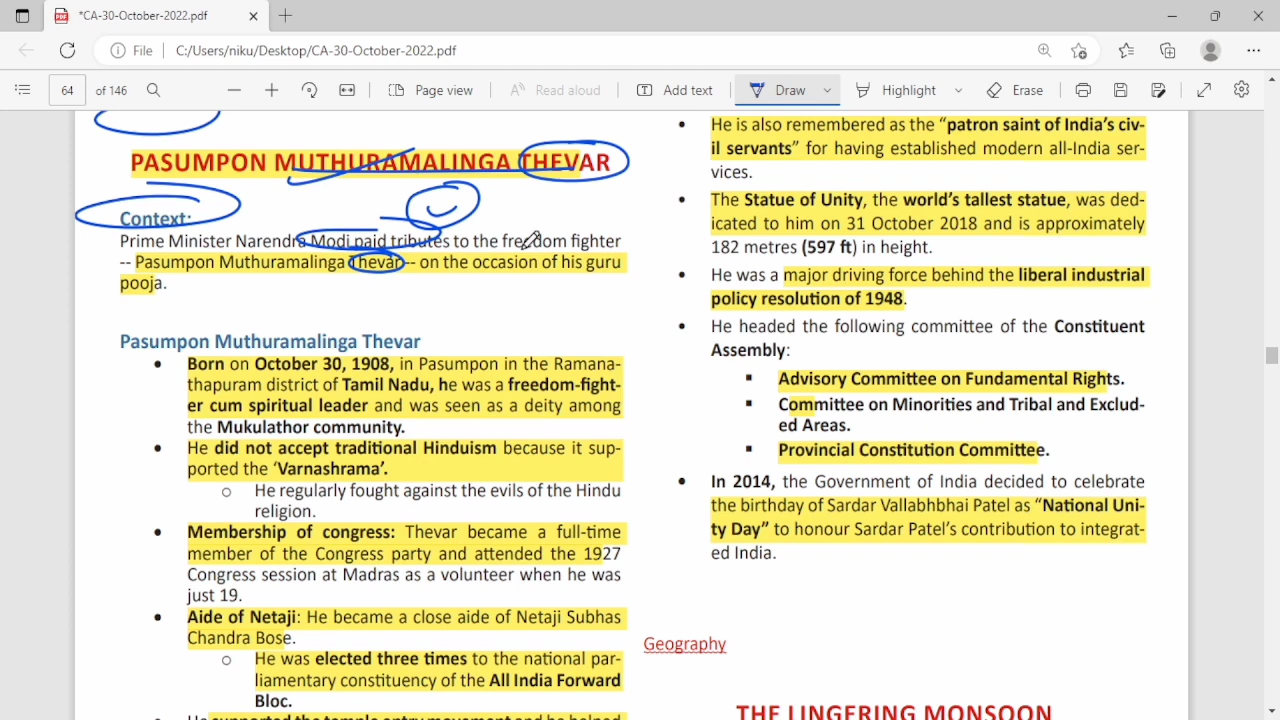 *CA-30-October-2022.pdf
File
C:/Users/niku/Desktop/CA-30-October-2022.pdf
64 of 146
Page view
Read aloud
Add text
Draw
Highlight
Erase
PASUMPON MUTHURAMALINGA THEVAR
Context:
Prime Minister Narendra Modi paid tributes to the freedom fighter
-- Pasumpon Muthuramalinga Thevar -- on the occasion of his guru
pooja.
Pasumpon Muthuramalinga Thevar
• Born on October 30, 1908, in Pasumpon in the Ramana-
thapuram district of Tamil Nadu, he was a freedom-fight-
er cum spiritual leader and was seen as a deity among
the Mukulathor community.
• He did not accept traditional Hinduism because it sup-
ported the ‘Varnashrama’.
o He regularly fought against the evils of the Hindu
religion.
• Membership of congress: Thevar became a full-time
member of the Congress party and attended the 1927
Congress session at Madras as a volunteer when he was
just 19.
• Aide of Netaji: He became a close aide of Netaji Subhas
Chandra Bose.
o He was elected three times to the national par-
liamentary constituency of the All India Forward
Bloc.
He supported the temple entry movement and he helped
• He is also remembered as the “patron saint of India’s civ-
il servants” for having established modern all-India ser-
vices.
• The Statue of Unity, the world’s tallest statue, was ded-
icated to him on 31 October 2018 and is approximately
182 metres (597 ft) in height.
• He was a major driving force behind the liberal industrial
policy resolution of 1948.
• He headed the following committee of the Constituent
Assembly:
▪ Advisory Committee on Fundamental Rights.
▪ Committee on Minorities and Tribal and Exclud-
ed Areas.
▪ Provincial Constitution Committee.
• In 2014, the Government of India decided to celebrate
the birthday of Sardar Vallabhbhai Patel as “National Uni-
ty Day” to honour Sardar Patel’s contribution to integrat-
ed India.
Geography
THE LINGERING MONSOON